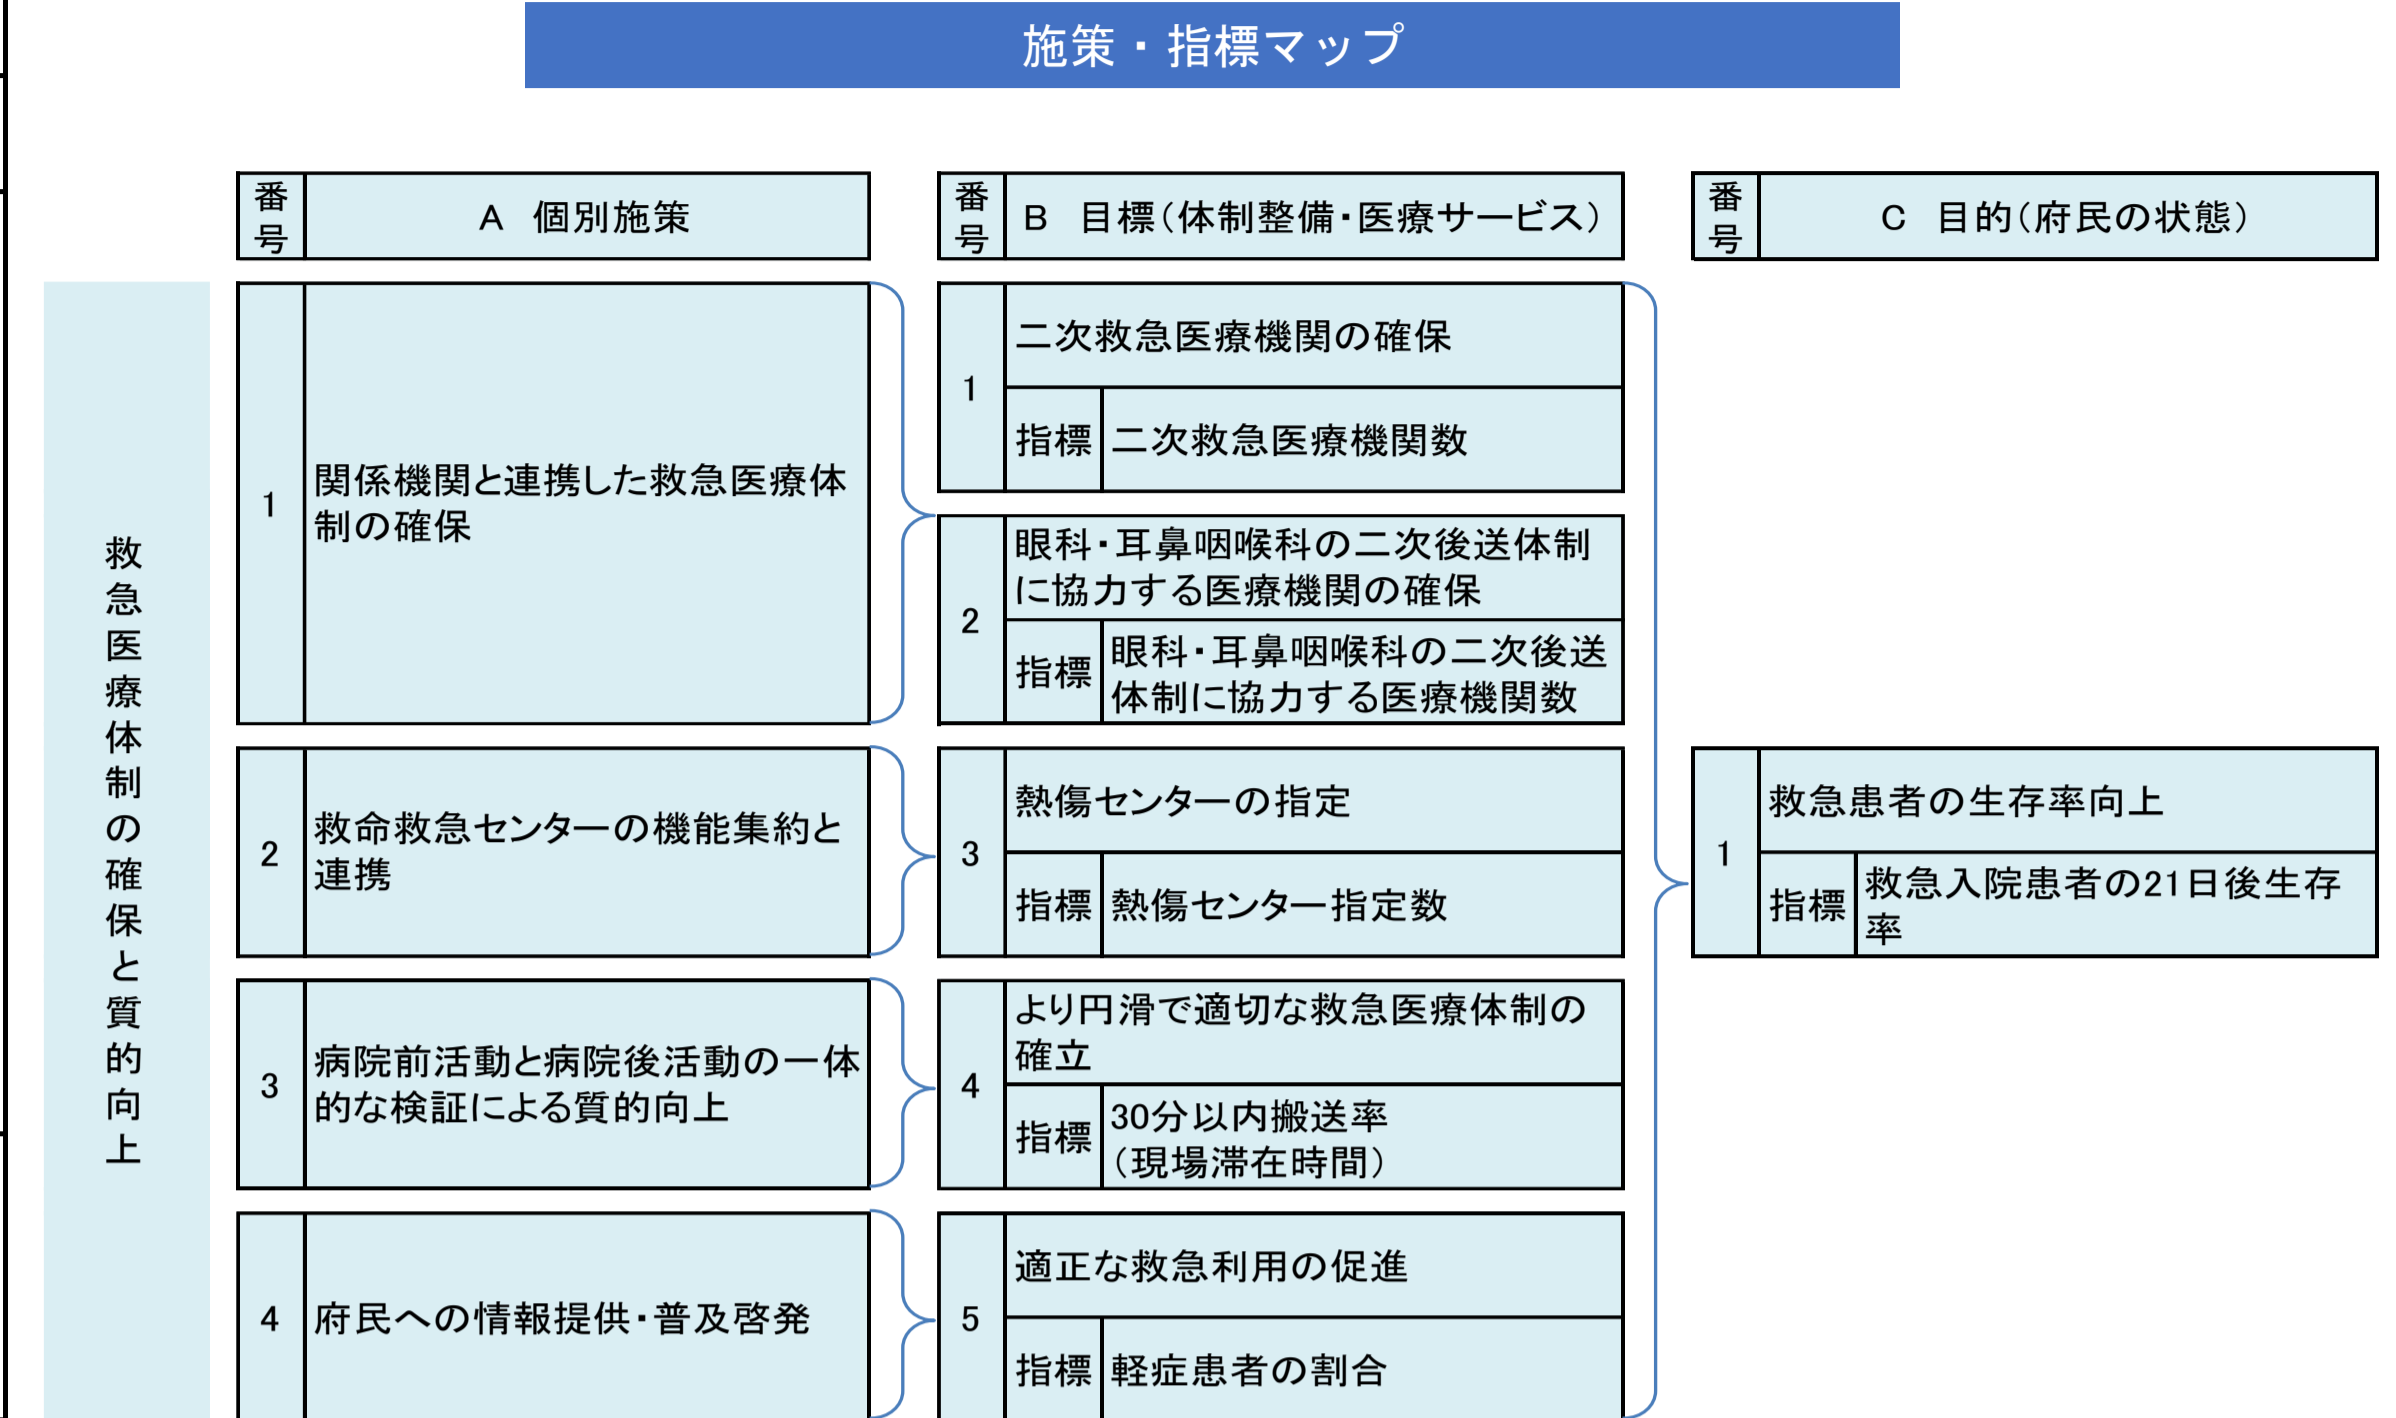 施策・指標マップ
番号
A 個別施策
番号
B 目標(体制整備・医療サービス)
番号
C 目的(府民の状態)
救急医療体制の確保と質的向上
1
関係機関と連携した救急医療体
制の確保
1
二次救急医療機関の確保
指標
二次救急医療機関数
2
眼科・耳鼻咽喉科の二次後送体制
に協力する医療機関の確保
指標
眼科・耳鼻咽喉科の二次後送
体制に協力する医療機関数
2
救命救急センターの機能集約と
連携
3
熱傷センターの指定
指標
熱傷センター指定数
1
救急患者の生存率向上
指標
救急入院患者の21日後生存
率
3
病院前活動と病院後活動の一体
的な検証による質的向上
4
より円滑で適切な救急医療体制の
確立
指標
30分以内搬送率
(現場滞在時間)
4
府民への情報提供・普及啓発
5
適正な救急利用の促進
指標
軽症患者の割合